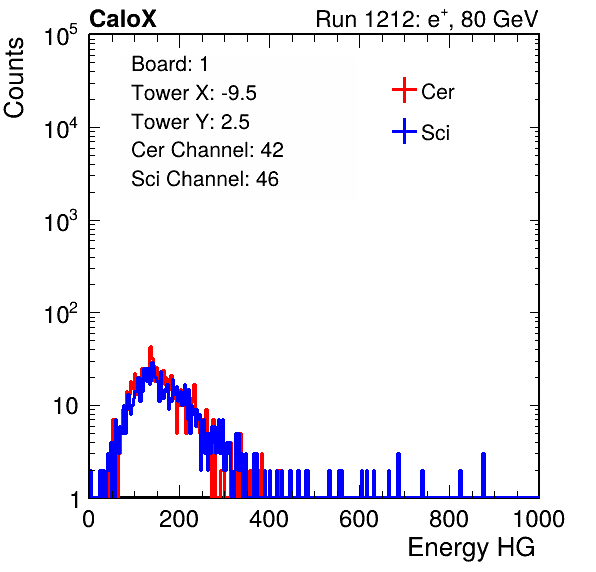 CaloX Run 1212: e+, 80 GeV
Counts
Board: 1
Tower X: -9.5
Tower Y: 2.5
Cer Channel: 42
Sci Channel: 46
Cer
Sci
10^5
10^4
10^3
10^2
10
1
0 200 400 600 800 1000
Energy HG